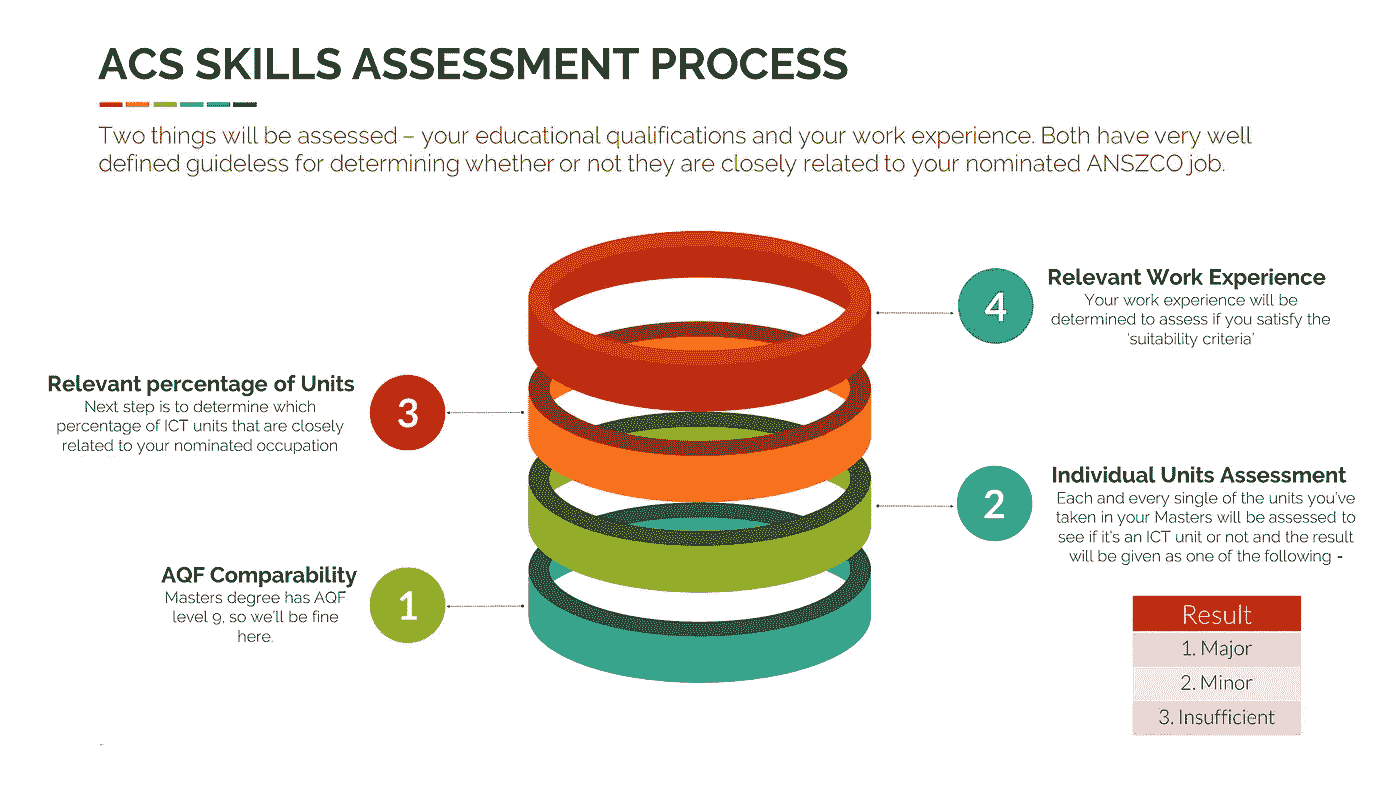 ACS SKILLS ASSESSMENT PROCESS
Two things will be assessed – your educational qualifications and your work experience. Both have very well
defined guideless for determining whether or not they are closely related to your nominated ANSZCO job.
4
Relevant Work Experience
Your work experience will be
determined to assess if you satisfy the
'suitability criteria'
Relevant percentage of Units
Next step is to determine which
percentage of ICT units that are closely
related to your nominated occupation
3
2
Individual Units Assessment
Each and every single of the units you've
taken in your Masters will be assessed to
see if it's an ICT unit or not and the result
will be given as one of the following -
AQF Comparability
Masters degree has AQF
level 9, so we'll be fine
here.
1
Result
1. Major
2. Minor
3. Insufficient